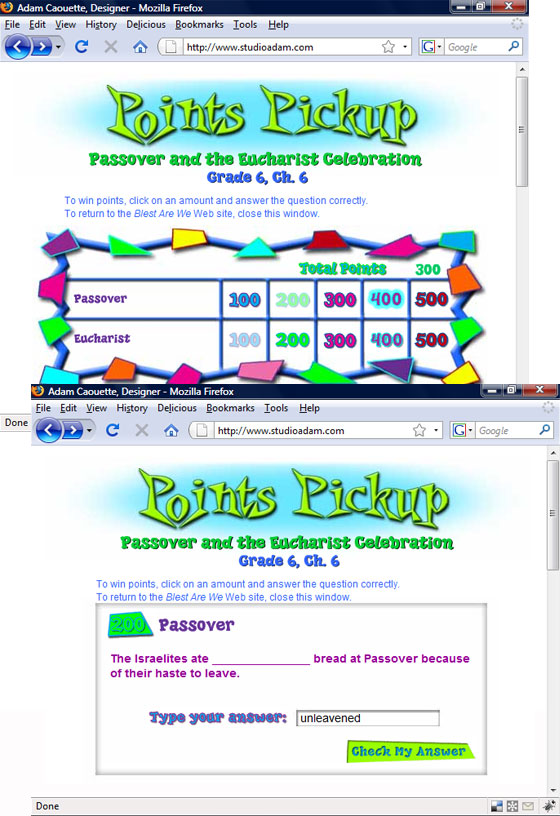 Adam Caouette, Designer - Mozilla Firefox
File Edit View History Delicious Bookmarks Tools Help
http://www.studioadam.com G Google
Points Pickup
Passover and the Eucharist Celebration
Grade 6, Ch. 6
To win points, click on an amount and answer the question correctly.
To return to the Blest Are We Web site, close this window.
Total Points 300
Passover 100 200 300 400 500
Eucharist 100 200 300 400 500
Done
Adam Caouette, Designer - Mozilla Firefox
File Edit View History Delicious Bookmarks Tools Help
http://www.studioadam.com G Google
Points Pickup
Passover and the Eucharist Celebration
Grade 6, Ch. 6
To win points, click on an amount and answer the question correctly.
To return to the Blest Are We Web site, close this window.
200 Passover
The Israelites ate _______________ bread at Passover because
of their haste to leave.
Type your answer: unleavened
Check My Answer
Done